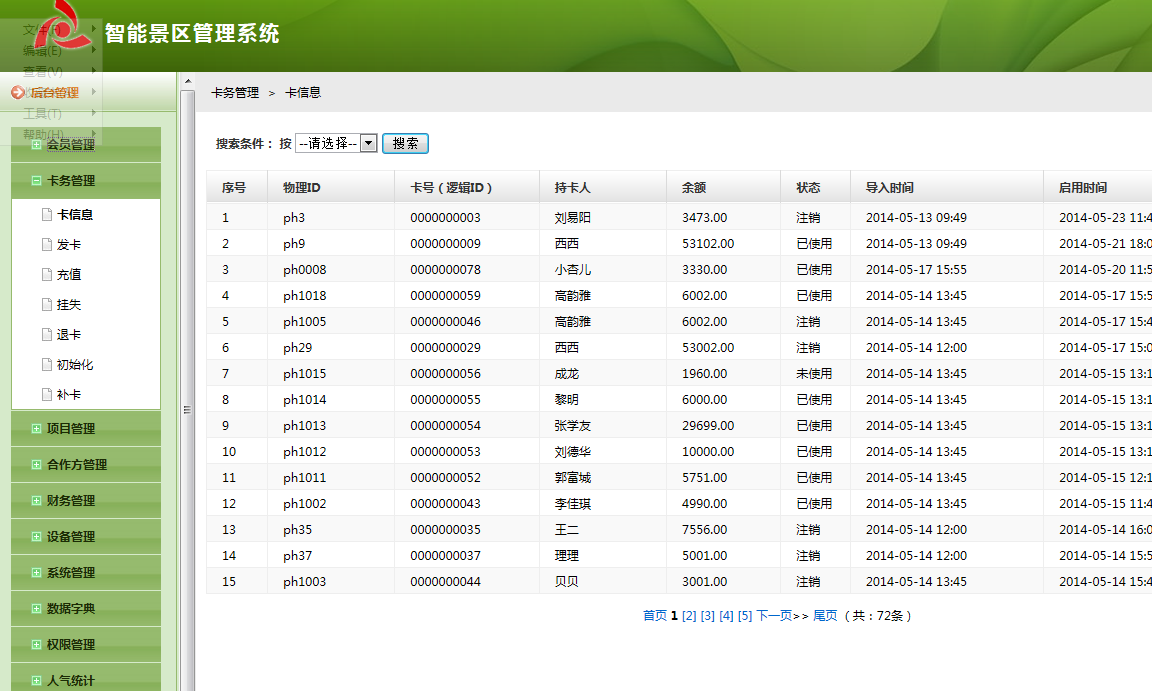 智能景区管理系统
文件(F)
编辑(E)
查看(V)
工具(T)
帮助(H)
后台管理
会员管理
卡务管理
卡信息
发卡
充值
挂失
退卡
初始化
补卡
项目管理
合作方管理
财务管理
设备管理
系统管理
数据字典
权限管理
人气统计
卡务管理 > 卡信息
搜索条件： 按 --请选择-- 搜索
序号 物理ID 卡号（逻辑ID） 持卡人 余额 状态 导入时间 启用时间
1 ph3 0000000003 刘易阳 3473.00 注销 2014-05-13 09:49 2014-05-23 11:4
2 ph9 0000000009 西西 53102.00 已使用 2014-05-13 09:49 2014-05-21 18:0
3 ph0008 0000000078 小杏儿 3330.00 已使用 2014-05-17 15:55 2014-05-20 11:5
4 ph1018 0000000059 高韵雅 6002.00 已使用 2014-05-14 13:45 2014-05-17 15:5
5 ph1005 0000000046 高韵雅 6002.00 注销 2014-05-14 13:45 2014-05-17 15:4
6 ph29 0000000029 西西 53002.00 注销 2014-05-14 12:00 2014-05-17 15:0
7 ph1015 0000000056 成龙 1960.00 未使用 2014-05-14 13:45 2014-05-15 13:1
8 ph1014 0000000055 黎明 6000.00 已使用 2014-05-14 13:45 2014-05-15 13:1
9 ph1013 0000000054 张学友 29699.00 已使用 2014-05-14 13:45 2014-05-15 13:1
10 ph1012 0000000053 刘德华 10000.00 已使用 2014-05-14 13:45 2014-05-15 13:1
11 ph1011 0000000052 郭富城 5751.00 已使用 2014-05-14 13:45 2014-05-15 12:1
12 ph1002 0000000043 李佳琪 4990.00 已使用 2014-05-14 13:45 2014-05-15 11:4
13 ph35 0000000035 王二 7556.00 注销 2014-05-14 12:00 2014-05-14 16:0
14 ph37 0000000037 理理 5001.00 注销 2014-05-14 12:00 2014-05-14 15:5
15 ph1003 0000000044 贝贝 3001.00 注销 2014-05-14 13:45 2014-05-14 15:4
首页 1 [2] [3] [4] [5] 下一页>> 尾页 （共：72条）